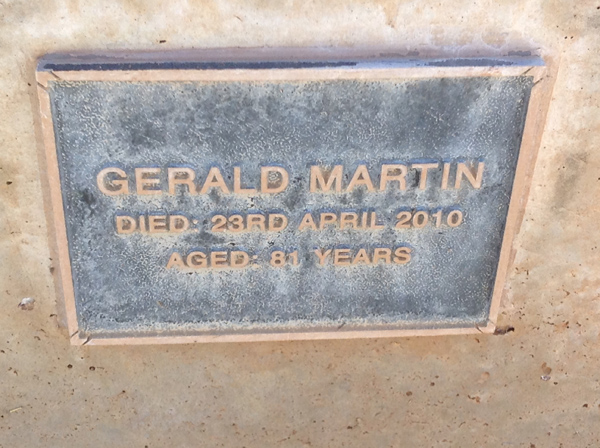 GERALD MARTIN
DIED: 23RD APRIL 2010
AGED: 81 YEARS